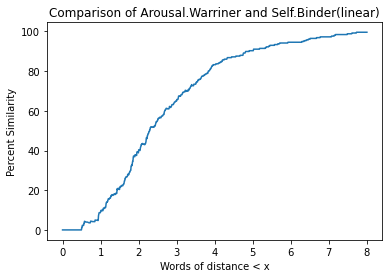 Comparison of Arousal.Warriner and Self.Binder(linear)
100
80
60
40
20
0
Percent Similarity
0 1 2 3 4 5 6 7 8
Words of distance < x